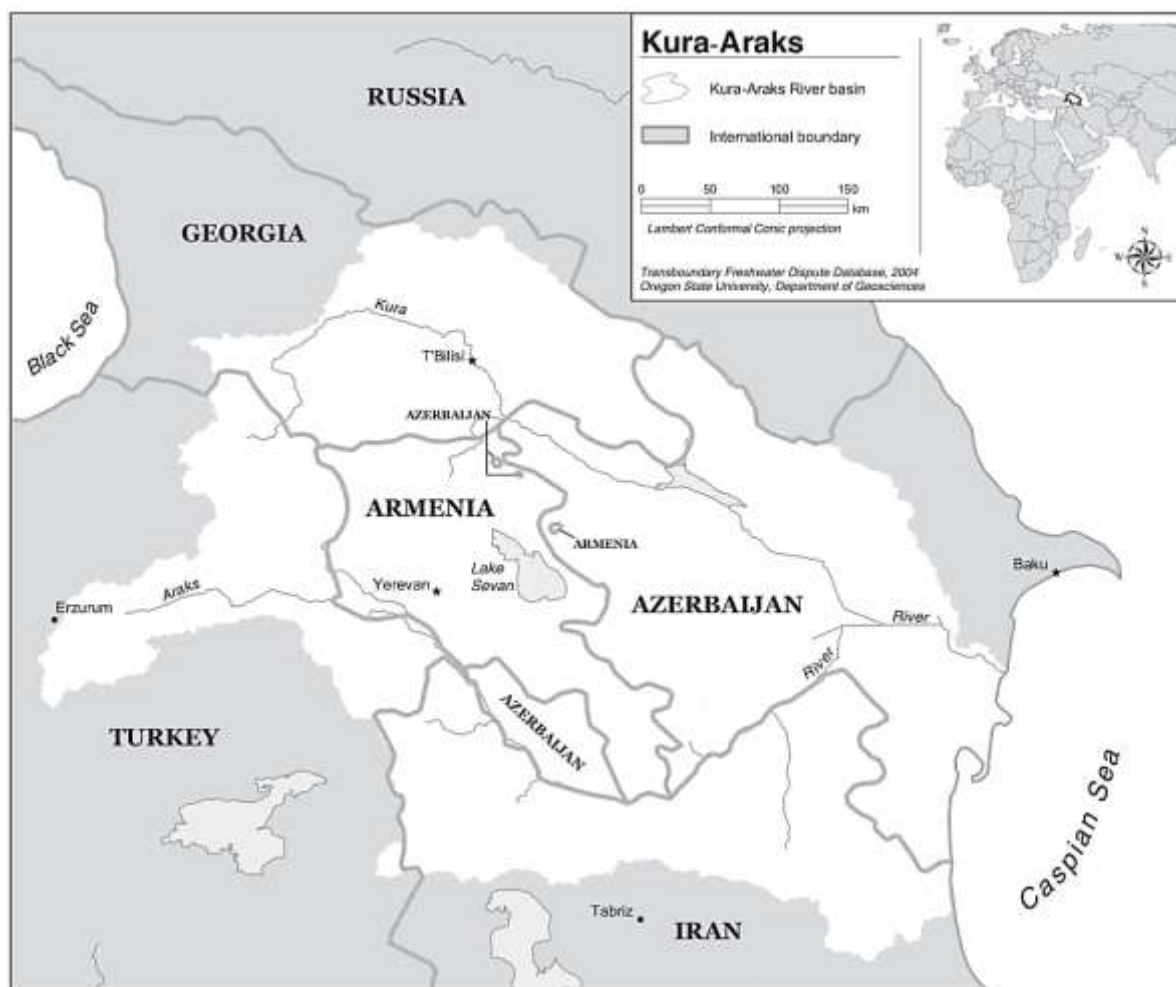 Kura-Araks
Kura-Araks River basin
International boundary
0 50 100 150
km
Lambert Conformal Conic projection
Transboundary Freshwater Dispute Database, 2004
Oregon State University, Department of Geosciences
N
W E
S
RUSSIA
GEORGIA
Black Sea
Kura
T'Bilisi
AZERBAIJAN
ARMENIA
ARMENIA
Lake
Sevan
Yerevan
Baku
AZERBAIJAN
Araks
Erzurum
River
River
AZERBAIJAN
TURKEY
Caspian Sea
Tabriz
IRAN